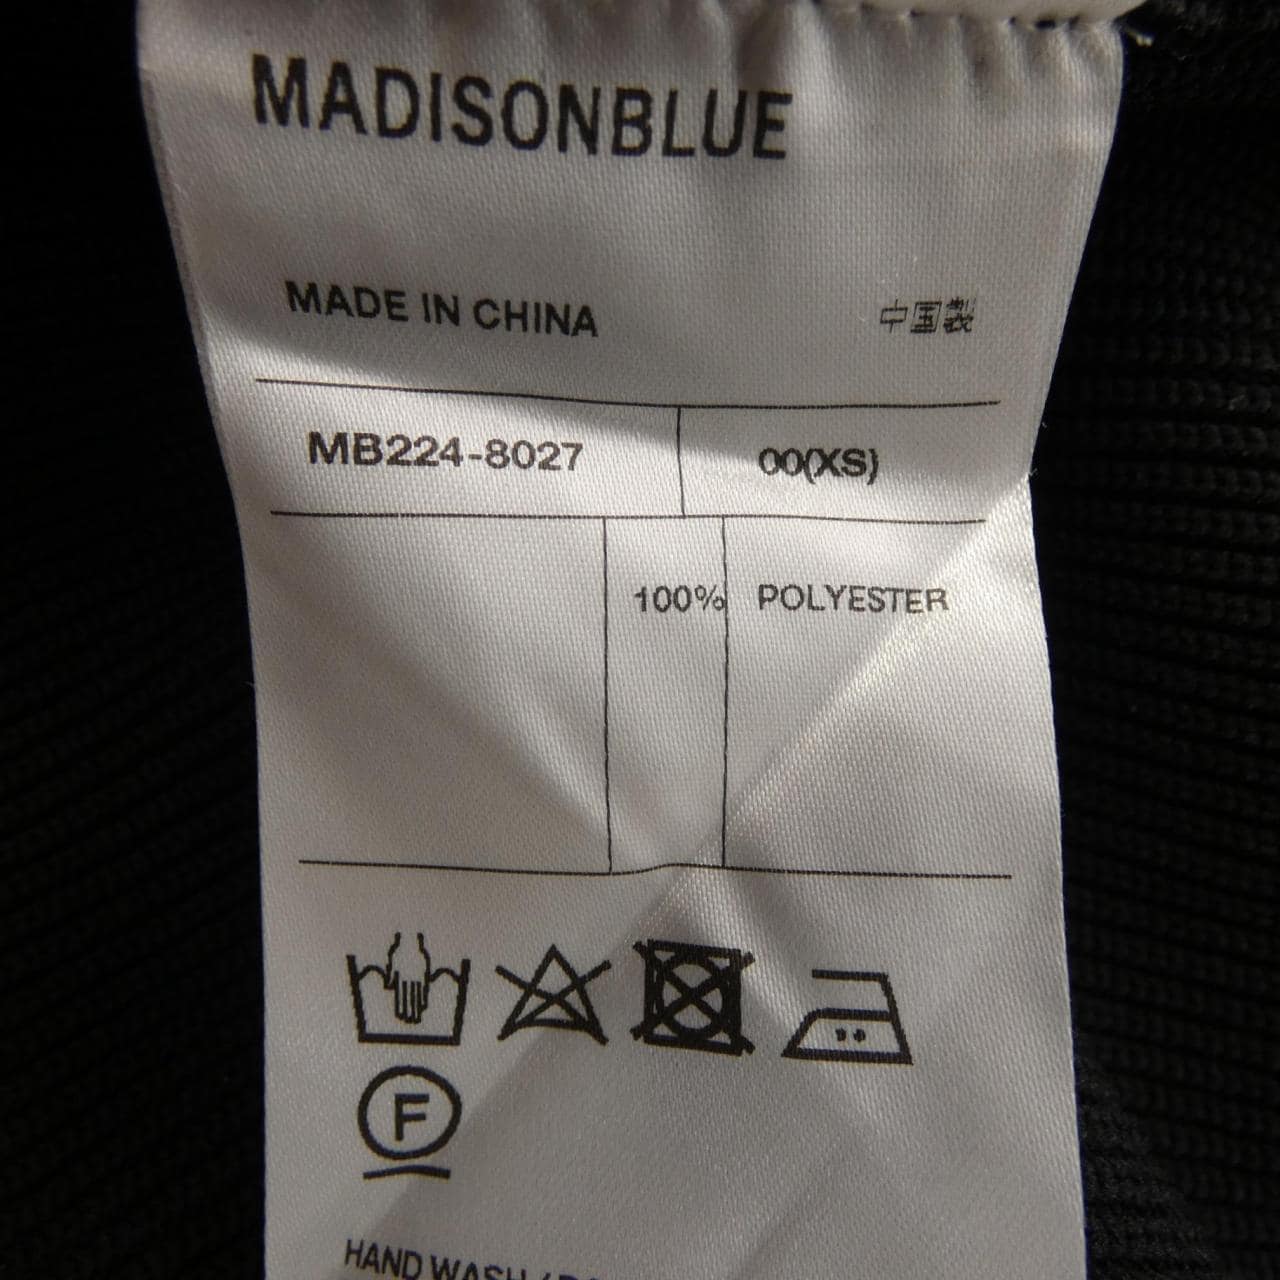 MADISONBLUE
MADE IN CHINA 中国製
MB224-8027 00(XS)
100% POLYESTER
F
HAND WASH /